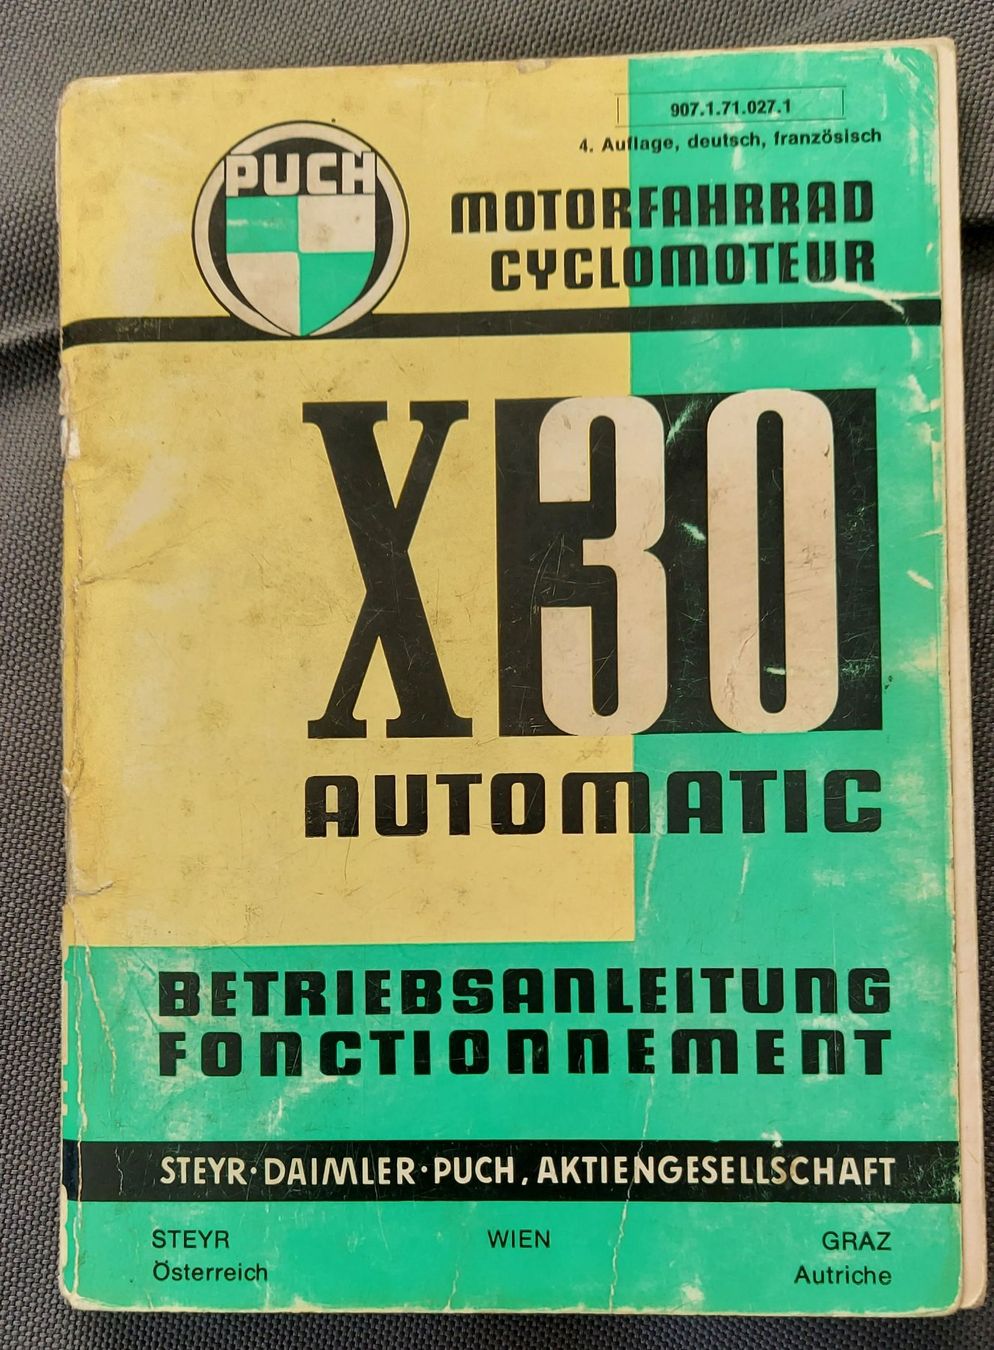 907.1.71.027.1
4. Auflage, deutsch, französisch
PUCH
MOTORFAHRRAD
CYCLOMOTEUR
X30
AUTOMATIC
BETRIEBSANLEITUNG
FONCTIONNEMENT
STEYR·DAIMLER·PUCH, AKTIENGESELLSCHAFT
STEYR WIEN GRAZ
Österreich Autriche